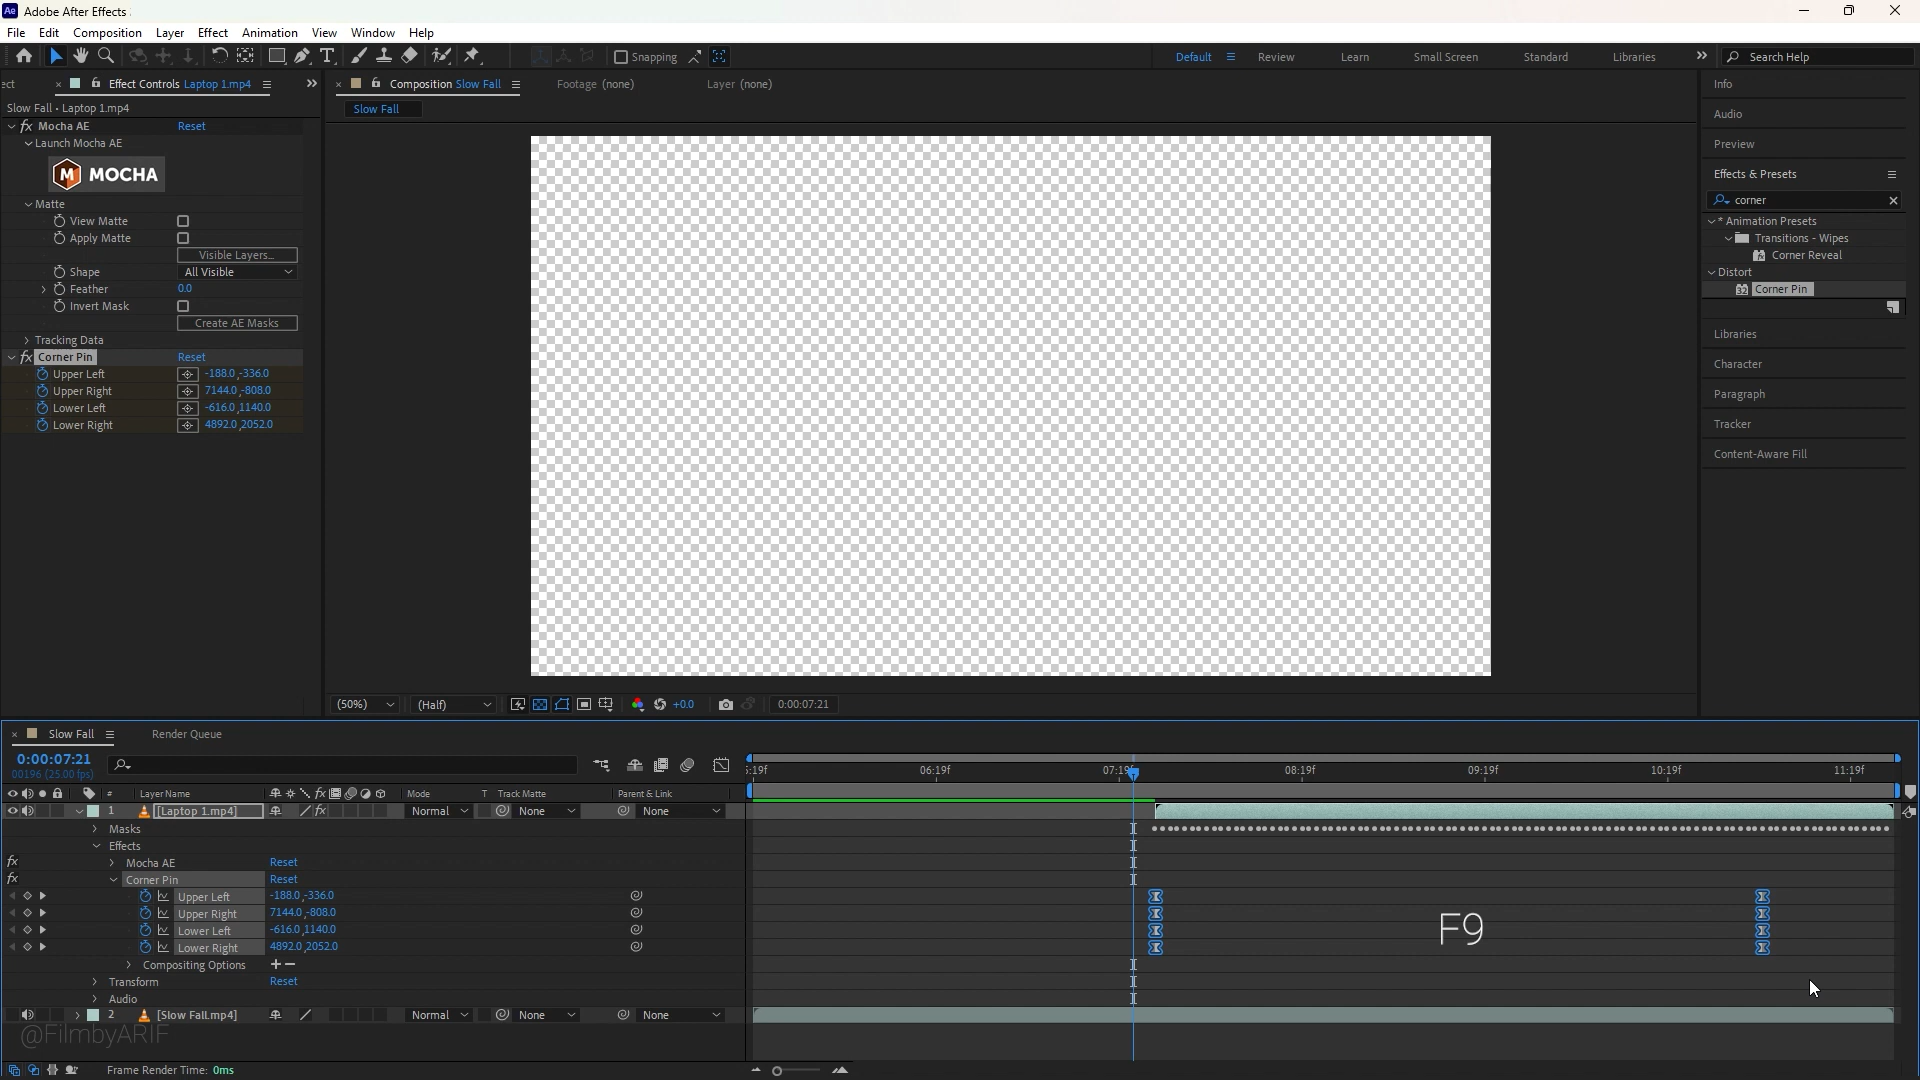 Ae Adobe After Effects
File Edit Composition Layer Effect Animation View Window Help
Snapping Default Review Learn Small Screen Standard Libraries Search Help
ect Effect Controls Laptop 1.mp4
Slow Fall • Laptop 1.mp4
fx Mocha AE Reset
Launch Mocha AE
M MOCHA
Matte
View Matte
Apply Matte
Visible Layers...
Shape All Visible
Feather 0.0
Invert Mask
Create AE Masks
Tracking Data
fx Corner Pin Reset
Upper Left -188.0,-336.0
Upper Right 7144.0,-808.0
Lower Left -616.0,1140.0
Lower Right 4892.0,2052.0
Composition Slow Fall Footage (none) Layer (none)
Slow Fall
(50%) (Half) +0.0 0:00:07:21
Info
Audio
Preview
Effects & Presets
corner
* Animation Presets
Transitions - Wipes
Corner Reveal
Distort
32 Corner Pin
Libraries
Character
Paragraph
Tracker
Content-Aware Fill
Slow Fall Render Queue
0:00:07:21
00196 (25.00 fps)
5:19f 06:19f 07:19f 08:19f 09:19f 10:19f 11:19f
# Layer Name fx Mode T Track Matte Parent & Link
1 [Laptop 1.mp4] fx Normal None None
Masks
Effects
fx Mocha AE Reset
fx Corner Pin Reset
Upper Left -188.0,-336.0
Upper Right 7144.0,-808.0
Lower Left -616.0,1140.0
Lower Right 4892.0,2052.0
F9
Compositing Options +−
Transform Reset
Audio
2 [Slow Fall.mp4] Normal None None
@FilmbyARIF
Frame Render Time: 0ms